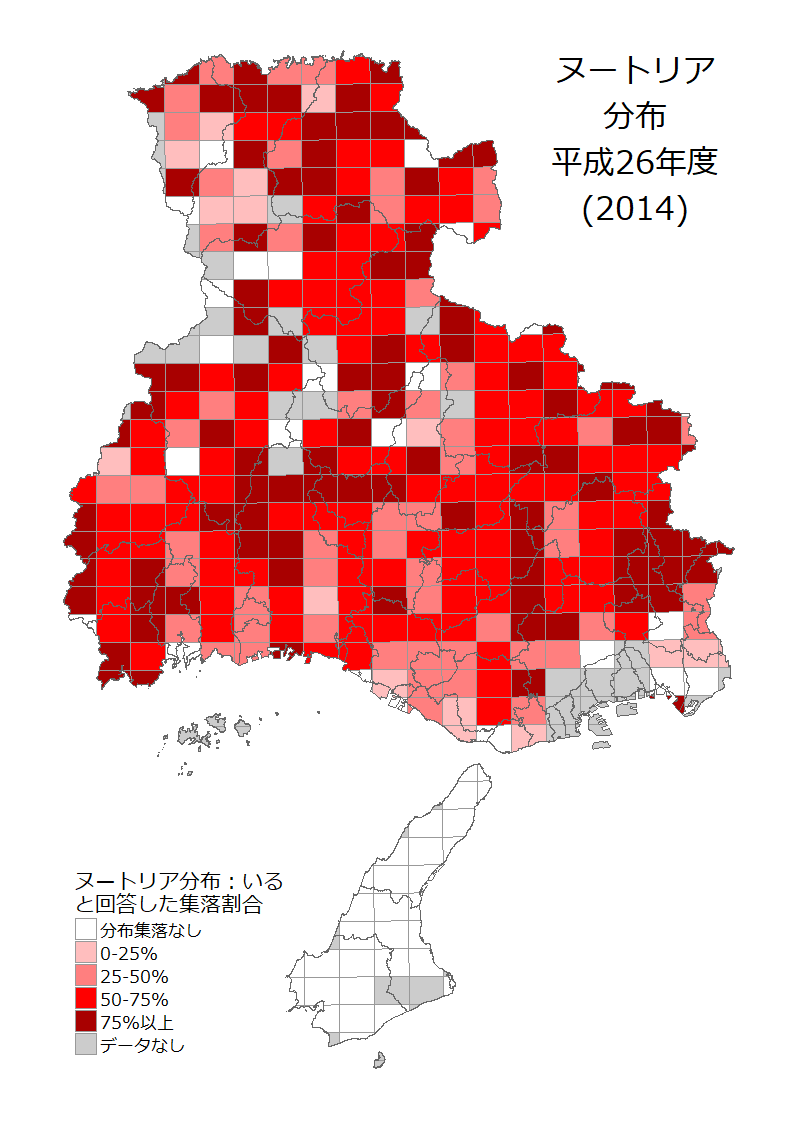 ヌートリア
分布
平成26年度
(2014)
ヌートリア分布：いる
と回答した集落割合
分布集落なし
0-25%
25-50%
50-75%
75%以上
データなし